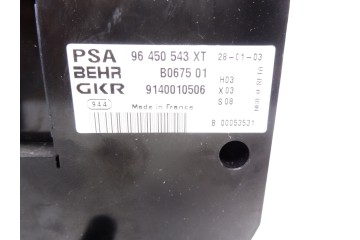 PSA 96 450 543 XT 28-01-03
BEHR B0675 01 H03
GKR 9140010506 X03
944 Made in France S08
B 00053531